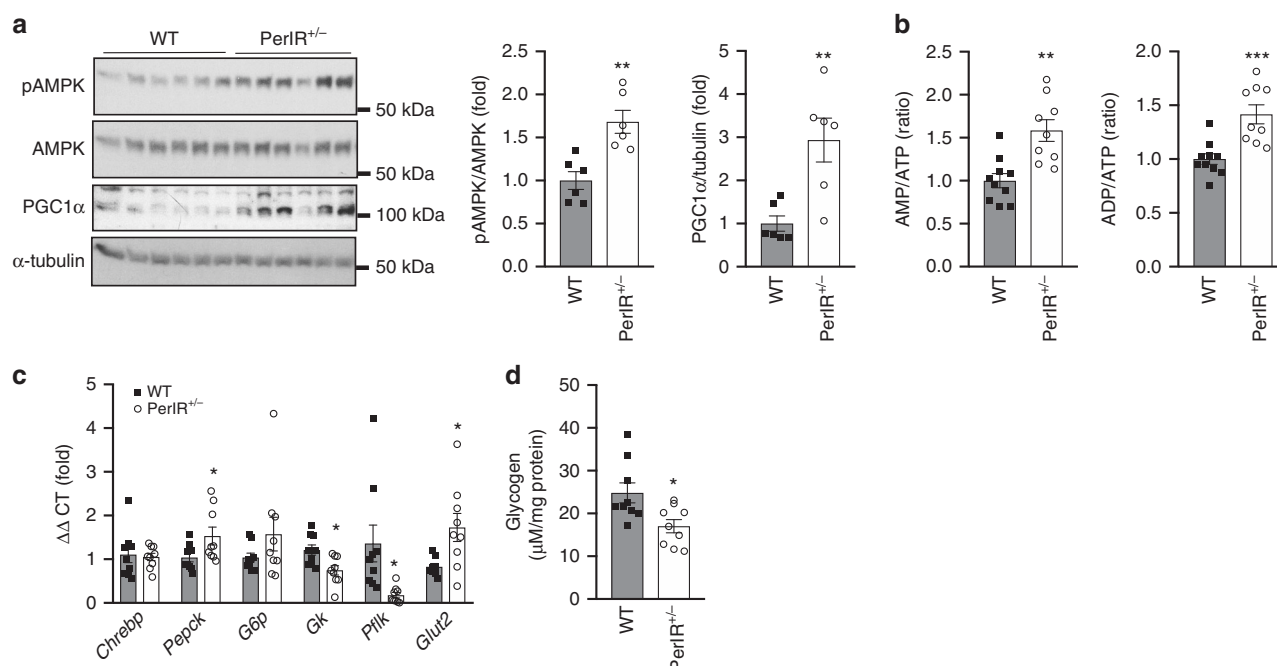 a
WT
PerIR+/−
pAMPK
50 kDa
AMPK
50 kDa
PGC1α
100 kDa
α-tubulin
50 kDa
pAMPK/AMPK (fold)
2.5
2.0
1.5
1.0
0.5
0.0
**
WT
PerIR+/−
PGC1α/tubulin (fold)
5
4
3
2
1
0
**
WT
PerIR+/−
b
AMP/ATP (ratio)
2.5
2.0
1.5
1.0
0.5
0.0
**
WT
PerIR+/−
ADP/ATP (ratio)
2.0
1.5
1.0
0.5
0.0
***
WT
PerIR+/−
c
ΔΔ CT (fold)
5
4
3
2
1
0
WT
PerIR+/−
*
*
*
*
Chrebp
Pepck
G6p
Gk
Pflk
Glut2
d
Glycogen
(μM/mg protein)
50
40
30
20
10
0
*
WT
PerIR+/−